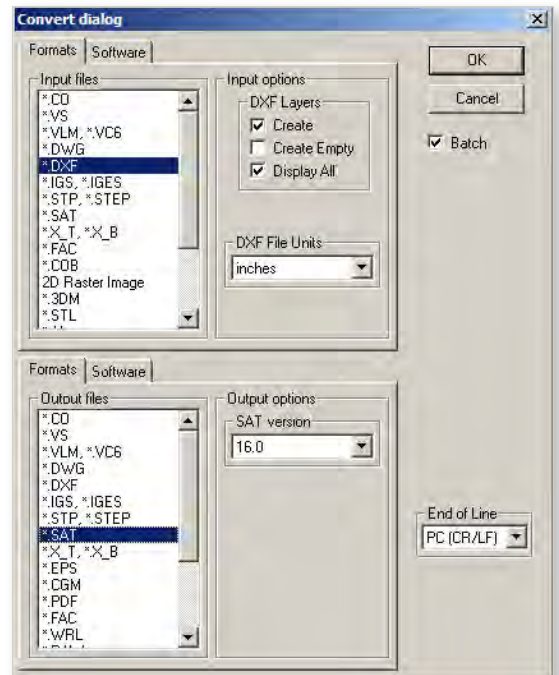 Convert dialog
Formats
Software
OK
Cancel
Batch
Input files
*.CO
*.VS
*.VLM, *.VC6
*.DWG
*.DXF
*.IGS, *.IGES
*.STP, *.STEP
*.SAT
*.X_T, *.X_B
*.FAC
*.COB
2D Raster Image
*.3DM
*.STL
Input options
DXF Layers
Create
Create Empty
Display All
DXF File Units
inches
Formats
Software
Output files
*.CO
*.VS
*.VLM, *.VC6
*.DWG
*.DXF
*.IGS, *.IGES
*.STP, *.STEP
*.SAT
*.X_T, *.X_B
*.EPS
*.CGM
*.PDF
*.FAC
*.WRL
Output options
SAT version
16.0
End of Line
PC (CR/LF)